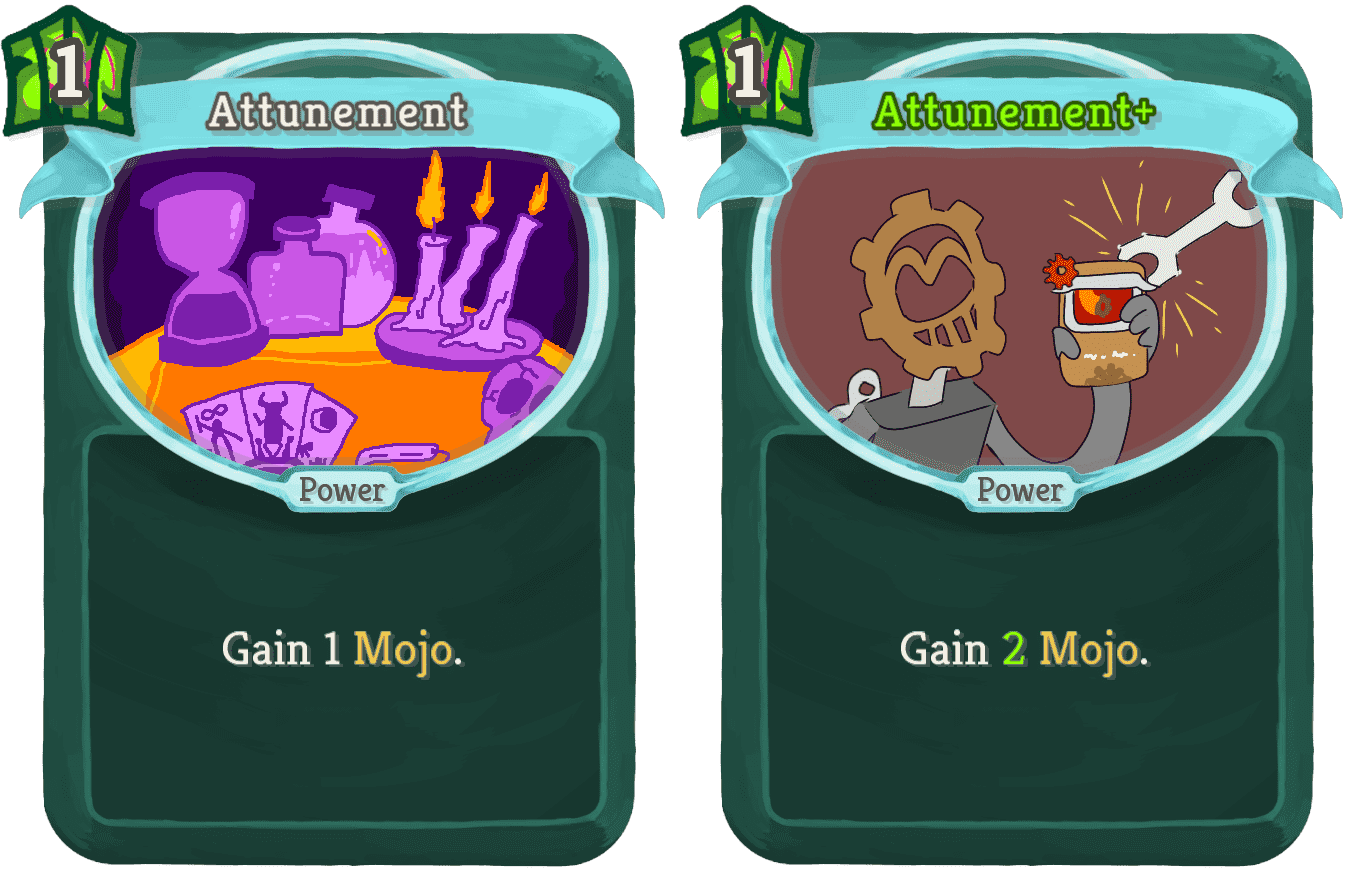 1
Attunement
Power
Gain 1 Mojo.
1
Attunement+
Power
Gain 2 Mojo.